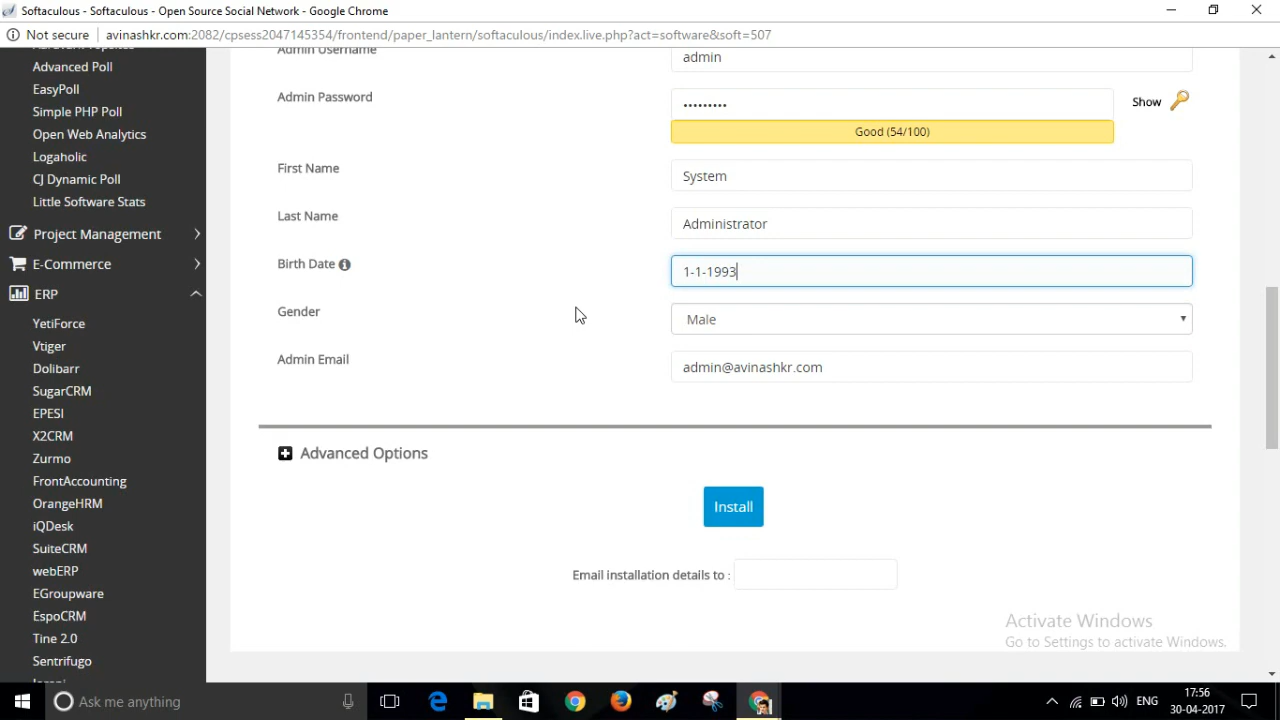 Softaculous - Softaculous - Open Source Social Network - Google Chrome
Not secure avinashkr.com:2082/cpsess2047145354/frontend/paper_lantern/softaculous/index.live.php?act=software&soft=507
Advanced Poll
EasyPoll
Simple PHP Poll
Open Web Analytics
Logaholic
CJ Dynamic Poll
Little Software Stats
Project Management
E-Commerce
ERP
YetiForce
Vtiger
Dolibarr
SugarCRM
EPESI
X2CRM
Zurmo
FrontAccounting
OrangeHRM
iQDesk
SuiteCRM
webERP
EGroupware
EspoCRM
Tine 2.0
Sentrifugo
Admin Username
admin
Admin Password
•••••••••
Show
Good (54/100)
First Name
System
Last Name
Administrator
Birth Date
1-1-1993
Gender
Male
Admin Email
admin@avinashkr.com
Advanced Options
Install
Email installation details to :
Activate Windows
Go to Settings to activate Windows.
Ask me anything
ENG
17:56
30-04-2017